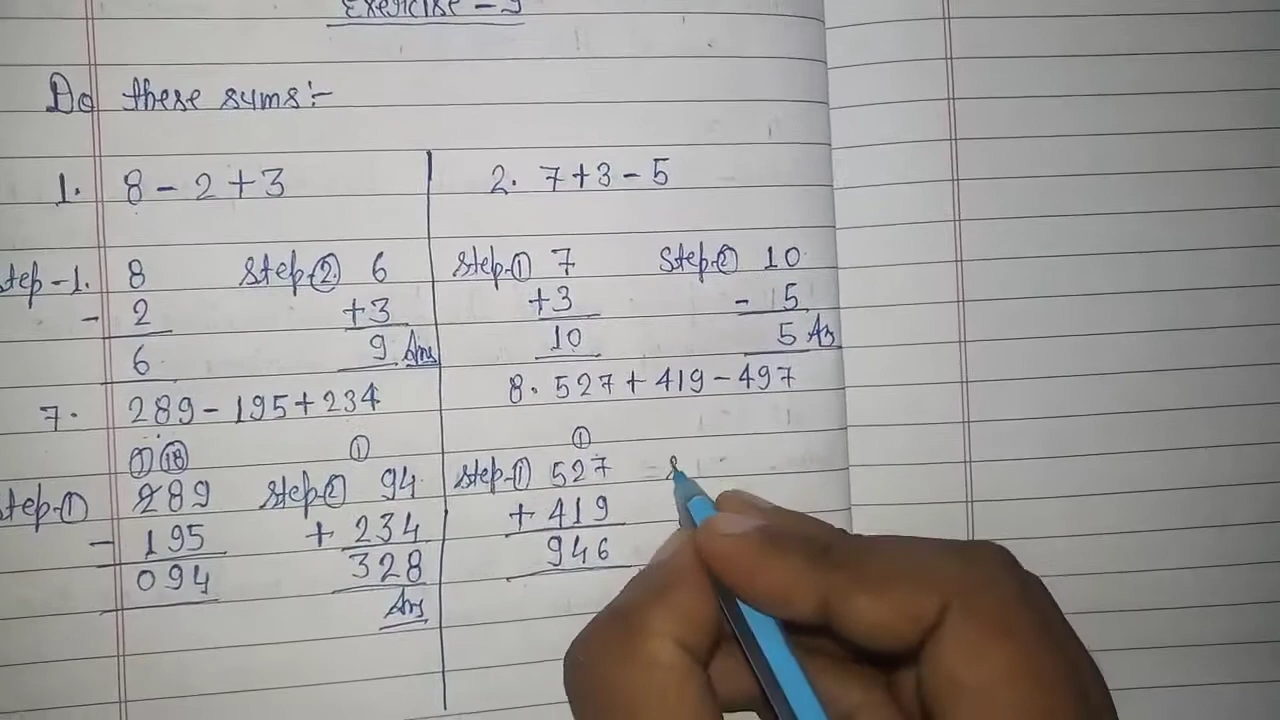 Exercise - 9
Do these sums:-
1. 8 - 2 + 3
Step - 1. 8
- 2
6
Step - ② 6
+3
9 Ans
2. 7 + 3 - 5
Step - ① 7
+3
10
Step - ② 10
- 5
5 As
7. 289 - 195 + 234
① ⑱
Step - ① 289
- 195
094
①
Step - ② 94
+ 234
328
Ans
8. 527 + 419 - 497
①
Step - ① 527
+ 419
946